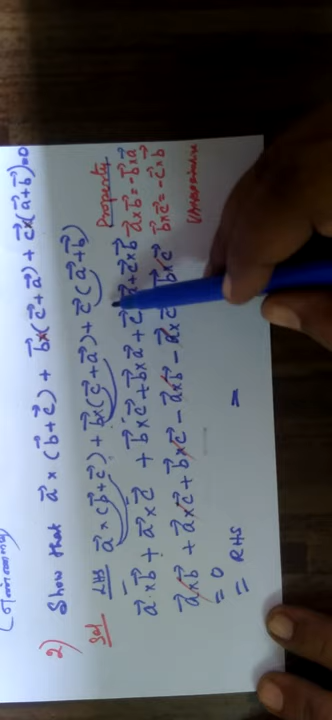 2) Show that a⃗ × (b⃗+c⃗) + b⃗×(c⃗+a⃗) + c⃗×(a⃗+b⃗)=0
Sol LHS a⃗ × (b⃗+c⃗) + b⃗×(c⃗+a⃗) + c⃗ (a⃗+b⃗)
Property
a⃗×b⃗ + a⃗×c⃗ + b⃗×c⃗ + b⃗×a⃗ + c⃗ a⃗ + c⃗×b⃗
a⃗×b⃗ = -b⃗×a⃗
b⃗×c⃗ = -c⃗×b⃗
a⃗×b⃗ + a⃗×c⃗ + b⃗×c⃗ - a⃗×b⃗ - a⃗×c⃗ b⃗×c⃗
= 0
= RHS
=